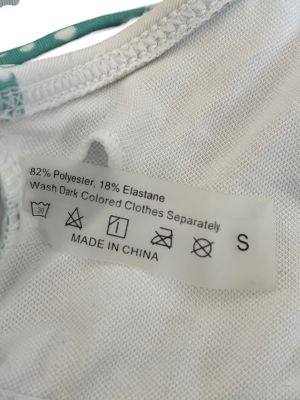 82% Polyester, 18% Elastane
Wash Dark Colored Clothes Separately.
S
MADE IN CHINA